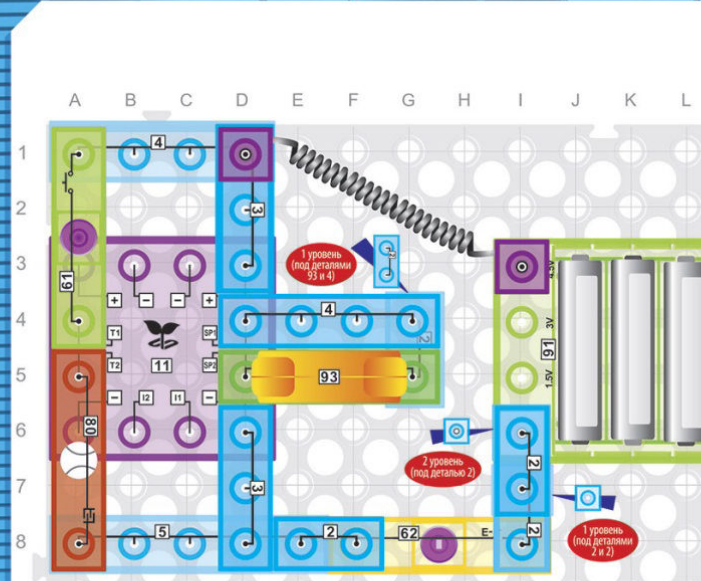 A B C D E F G H I J K L
1
4
2
3
3
1 уровень
(под деталями
93 и 4)
2
4.5V
61
+ - - +
4
4
3V
T1
SP1
2
91
T2
11
SP2
5
93
1.5V
- I2 I1 -
80
6
2 уровень
(под деталью 2)
3
2
7
1 уровень
(под деталями
2 и 2)
8
5
2
62
E-
2